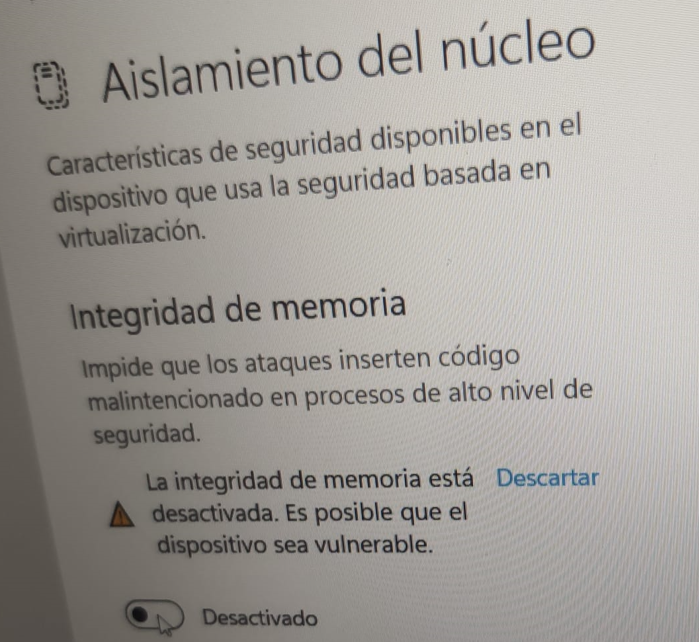 Aislamiento del núcleo
Características de seguridad disponibles en el
dispositivo que usa la seguridad basada en
virtualización.
Integridad de memoria
Impide que los ataques inserten código
malintencionado en procesos de alto nivel de
seguridad.
La integridad de memoria está Descartar
desactivada. Es posible que el
dispositivo sea vulnerable.
Desactivado